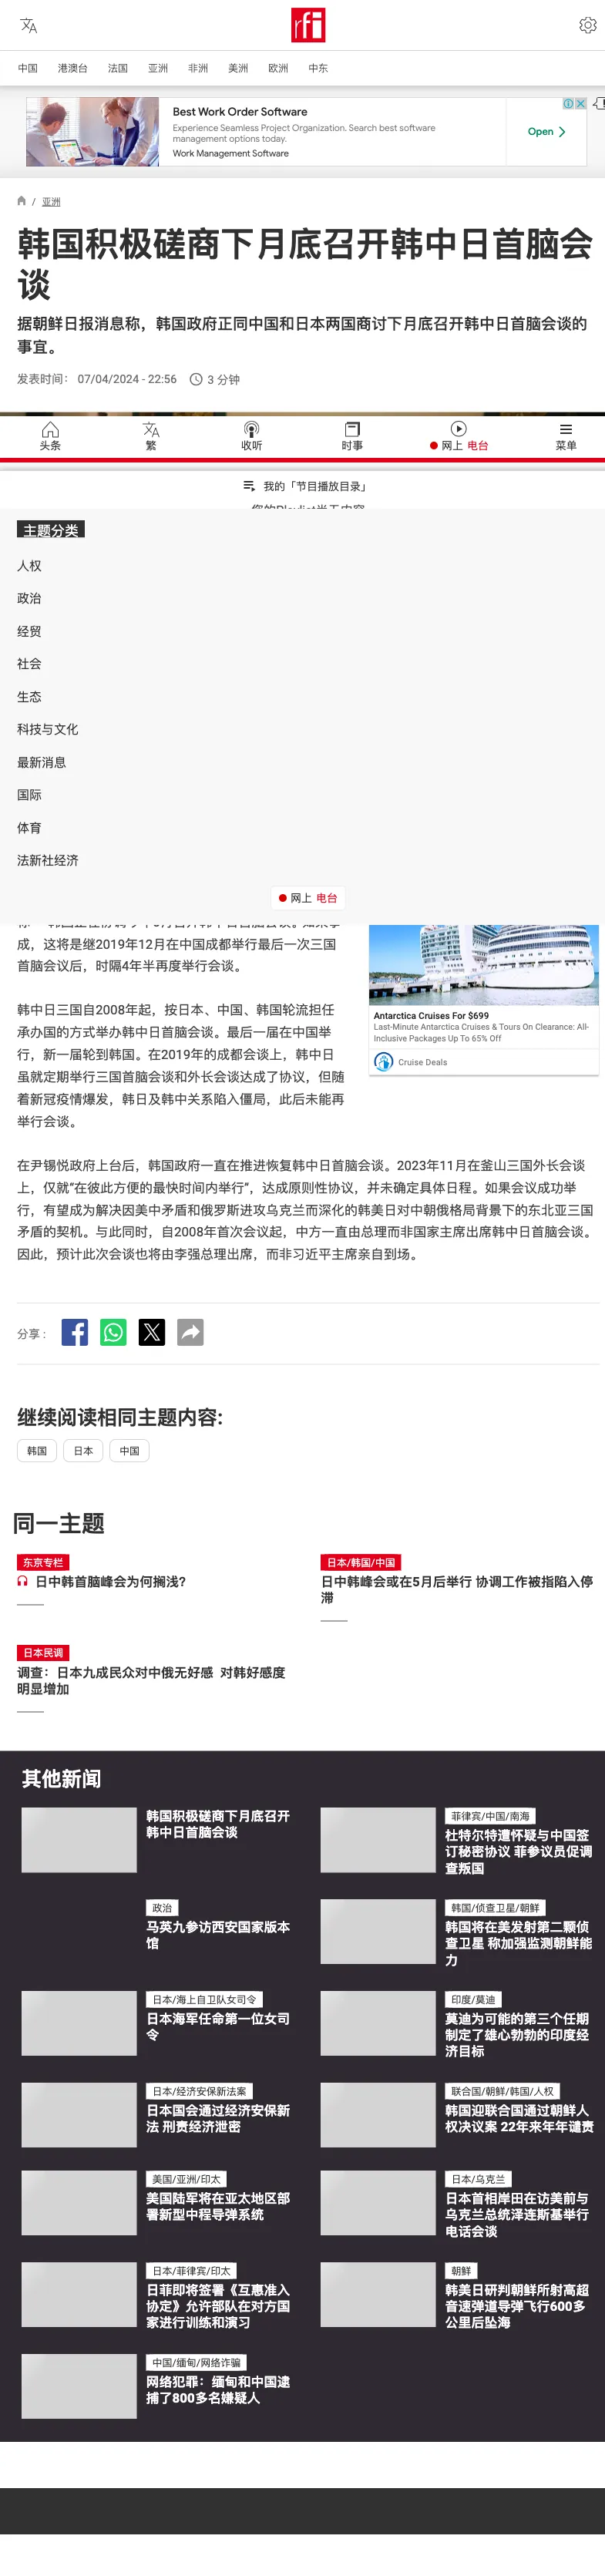 rfi
中国 港澳台 法国 亚洲 非洲 美洲 欧洲 中东
Best Work Order Software
Experience Seamless Project Organization. Search best software
management options today.
Work Management Software
Open
/ 亚洲
韩国积极磋商下月底召开韩中日首脑会
谈
据朝鲜日报消息称，韩国政府正同中国和日本两国商讨下月底召开韩中日首脑会谈的
事宜。
发表时间： 07/04/2024 - 22:56 3 分钟
头条 繁 收听 时事 网上 电台 菜单
我的「节目播放目录」
主题分类
人权
政治
经贸
社会
生态
科技与文化
最新消息
国际
体育
法新社经济
网上 电台
成，这将是继2019年12月在中国成都举行最后一次三国
首脑会议后，时隔4年半再度举行会谈。
Antarctica Cruises For $699
Last-Minute Antarctica Cruises & Tours On Clearance: All-
Inclusive Packages Up To 65% Off
Cruise Deals
韩中日三国自2008年起，按日本、中国、韩国轮流担任
承办国的方式举办韩中日首脑会谈。最后一届在中国举
行，新一届轮到韩国。在2019年的成都会谈上，韩中日
虽就定期举行三国首脑会谈和外长会谈达成了协议，但随
着新冠疫情爆发，韩日及韩中关系陷入僵局，此后未能再
举行会谈。
在尹锡悦政府上台后，韩国政府一直在推进恢复韩中日首脑会谈。2023年11月在釜山三国外长会谈
上，仅就“在彼此方便的最快时间内举行”，达成原则性协议，并未确定具体日程。如果会议成功举
行，有望成为解决因美中矛盾和俄罗斯进攻乌克兰而深化的韩美日对中朝俄格局背景下的东北亚三国
矛盾的契机。与此同时，自2008年首次会议起，中方一直由总理而非国家主席出席韩中日首脑会谈。
因此，预计此次会谈也将由李强总理出席，而非习近平主席亲自到场。
分享 :
继续阅读相同主题内容:
韩国 日本 中国
同一主题
东京专栏
日中韩首脑峰会为何搁浅?
日本/韩国/中国
日中韩峰会或在5月后举行 协调工作被指陷入停
滞
日本民调
调查：日本九成民众对中俄无好感 对韩好感度
明显增加
其他新闻
韩国积极磋商下月底召开
韩中日首脑会谈
菲律宾/中国/南海
杜特尔特遭怀疑与中国签
订秘密协议 菲参议员促调
查叛国
政治
马英九参访西安国家版本
馆
韩国/侦查卫星/朝鲜
韩国将在美发射第二颗侦
查卫星 称加强监测朝鲜能
力
日本/海上自卫队女司令
日本海军任命第一位女司
令
印度/莫迪
莫迪为可能的第三个任期
制定了雄心勃勃的印度经
济目标
日本/经济安保新法案
日本国会通过经济安保新
法 刑责经济泄密
联合国/朝鲜/韩国/人权
韩国迎联合国通过朝鲜人
权决议案 22年来年年谴责
美国/亚洲/印太
美国陆军将在亚太地区部
署新型中程导弹系统
日本/乌克兰
日本首相岸田在访美前与
乌克兰总统泽连斯基举行
电话会谈
日本/菲律宾/印太
日菲即将签署《互惠准入
协定》允许部队在对方国
家进行训练和演习
朝鲜
韩美日研判朝鲜所射高超
音速弹道导弹飞行600多
公里后坠海
中国/缅甸/网络诈骗
网络犯罪：缅甸和中国逮
捕了800多名嫌疑人